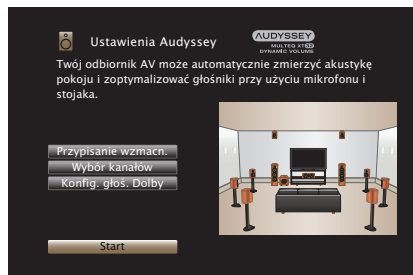 Ustawienia Audyssey
AUDYSSEY
MULTEQ XT32
DYNAMIC VOLUME
Twój odbiornik AV może automatycznie zmierzyć akustykę
pokoju i zoptymalizować głośniki przy użyciu mikrofonu i
stojaka.
Przypisanie wzmacn.
Wybór kanałów
Konfig. głoś. Dolby
Start